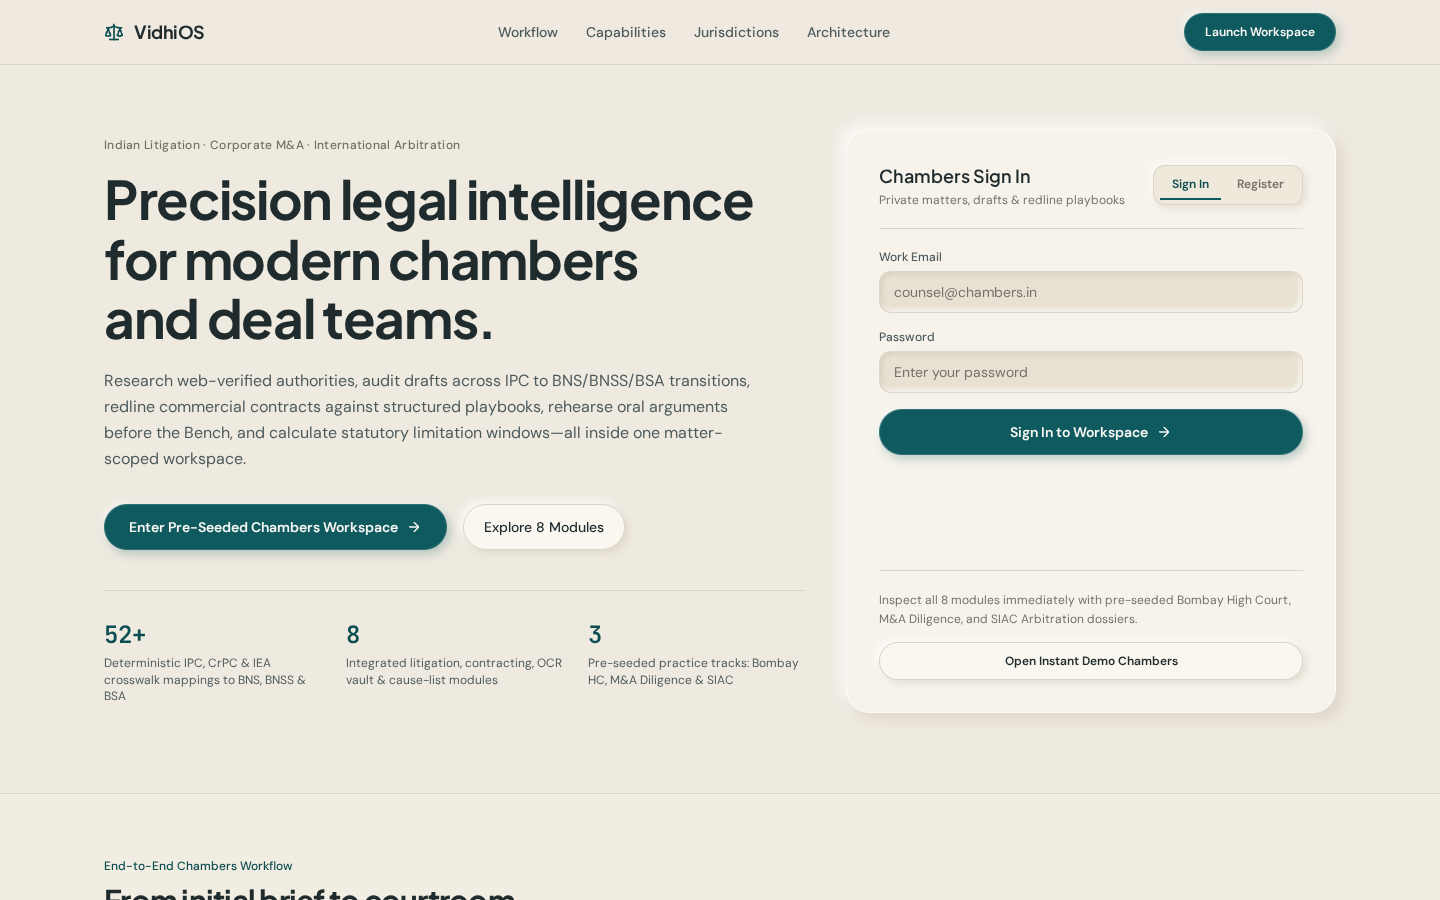 VidhiOS
Workflow
Capabilities
Jurisdictions
Architecture
Launch Workspace
Indian Litigation · Corporate M&A · International Arbitration
Precision legal intelligence
for modern chambers
and deal teams.
Research web-verified authorities, audit drafts across IPC to BNS/BNSS/BSA transitions,
redline commercial contracts against structured playbooks, rehearse oral arguments
before the Bench, and calculate statutory limitation windows—all inside one matter-
scoped workspace.
Enter Pre-Seeded Chambers Workspace →
Explore 8 Modules
52+
Deterministic IPC, CrPC & IEA
crosswalk mappings to BNS, BNSS &
BSA
8
Integrated litigation, contracting, OCR
vault & cause-list modules
3
Pre-seeded practice tracks: Bombay
HC, M&A Diligence & SIAC
Chambers Sign In
Private matters, drafts & redline playbooks
Sign In
Register
Work Email
counsel@chambers.in
Password
Enter your password
Sign In to Workspace →
Inspect all 8 modules immediately with pre-seeded Bombay High Court,
M&A Diligence, and SIAC Arbitration dossiers.
Open Instant Demo Chambers
End-to-End Chambers Workflow
From initial brief to courtroom